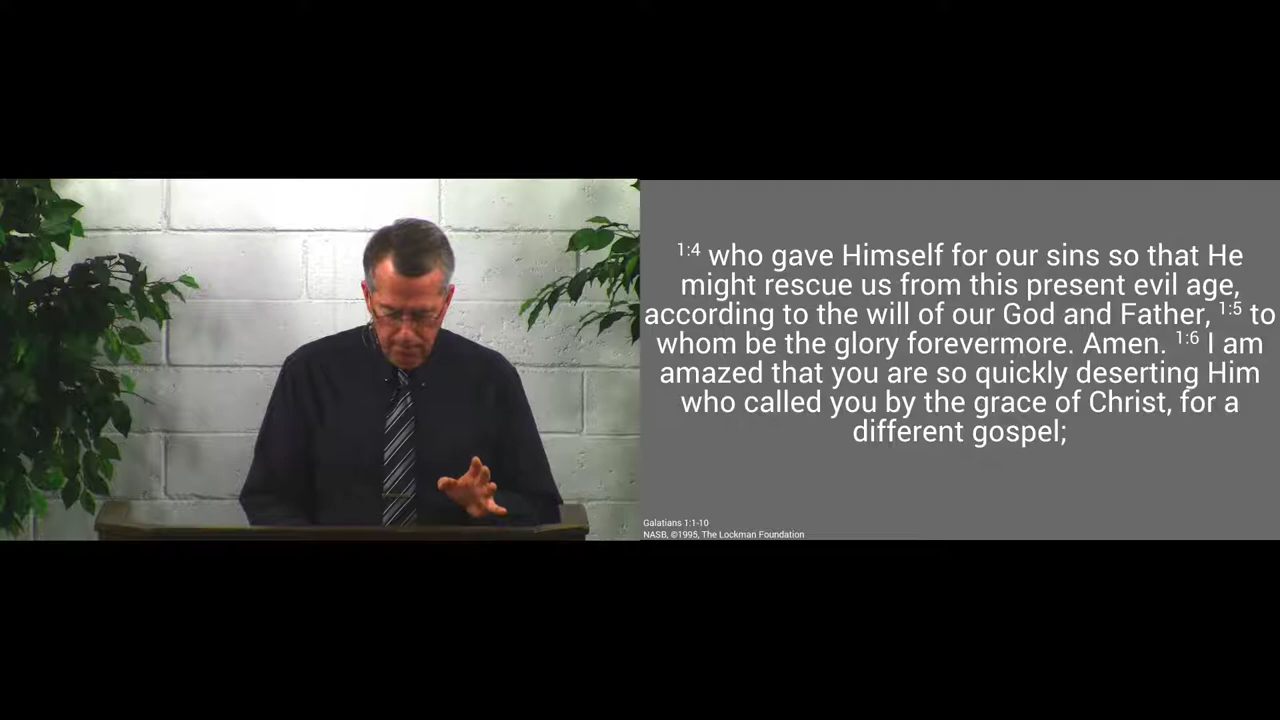 1:4 who gave Himself for our sins so that He
might rescue us from this present evil age,
according to the will of our God and Father, 1:5 to
whom be the glory forevermore. Amen. 1:6 I am
amazed that you are so quickly deserting Him
who called you by the grace of Christ, for a
different gospel;
Galatians 1:1-10
NASB, ©1995, The Lockman Foundation